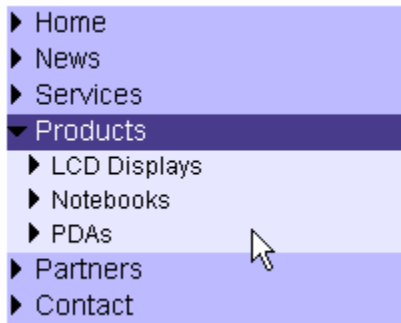 Home
News
Services
Products
LCD Displays
Notebooks
PDAs
Partners
Contact